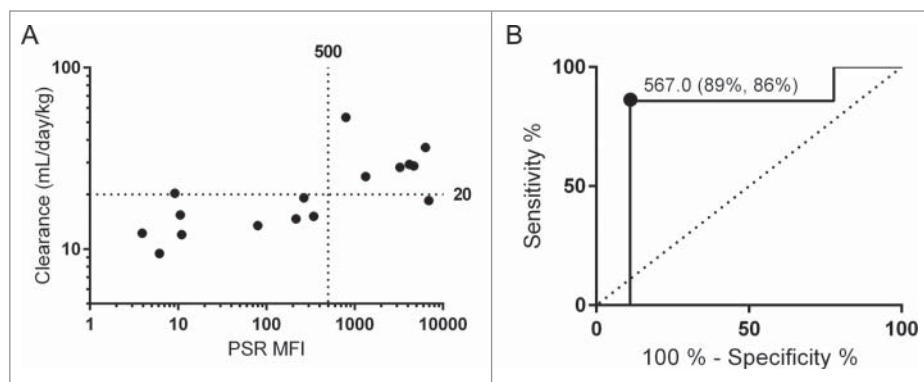 A
500
100
Clearance (mL/day/kg)
20
10
1
10
100
1000
10000
PSR MFI
B
100
567.0 (89%, 86%)
Sensitivity %
50
0
0
50
100
100 % - Specificity %